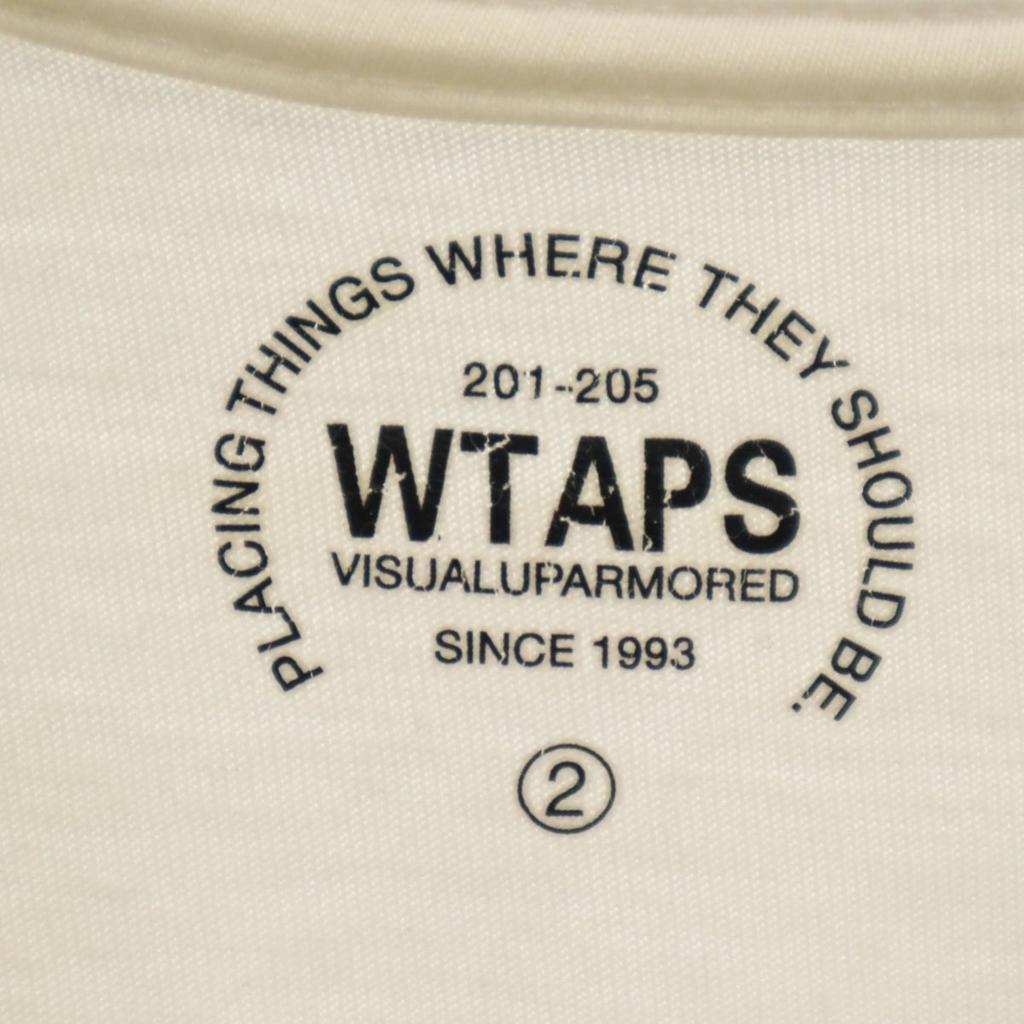 PLACING THINGS WHERE THEY SHOULD BE.
201--205
WTAPS
VISUALUPARMORED
SINCE 1993
2